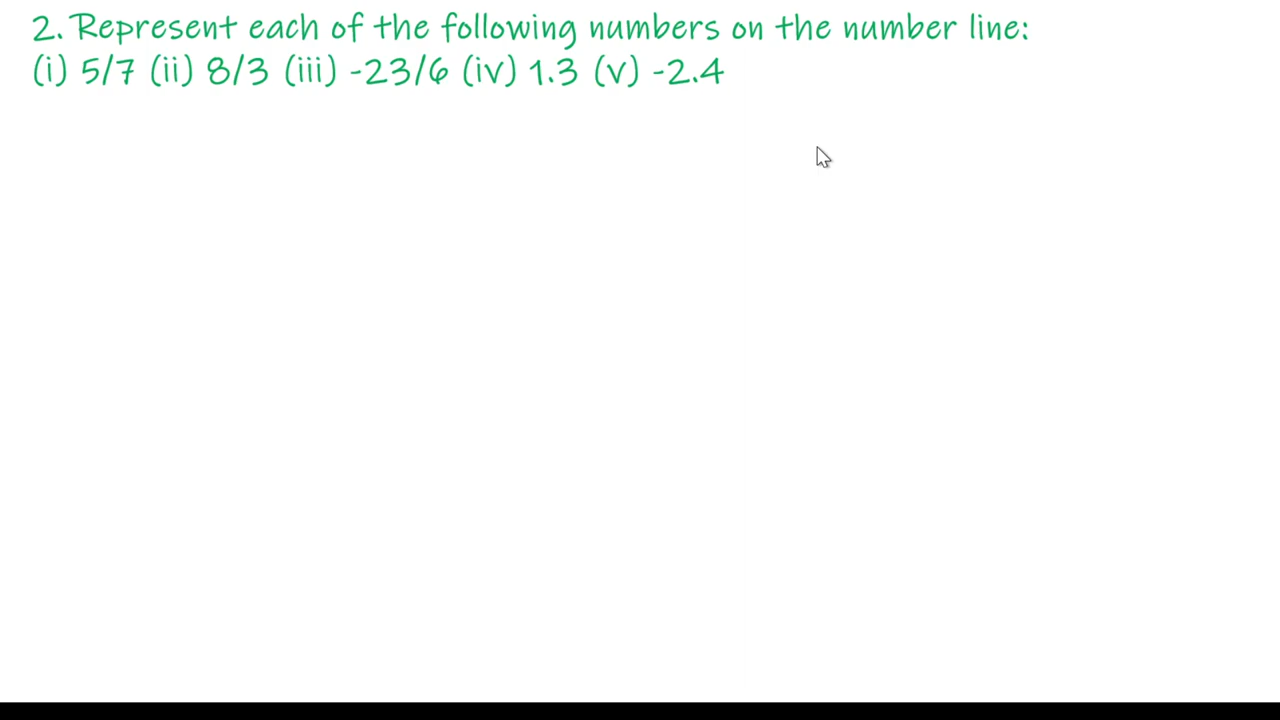 2. Represent each of the following numbers on the number line:
(i) 5/7 (ii) 8/3 (iii) -23/6 (iv) 1.3 (v) -2.4